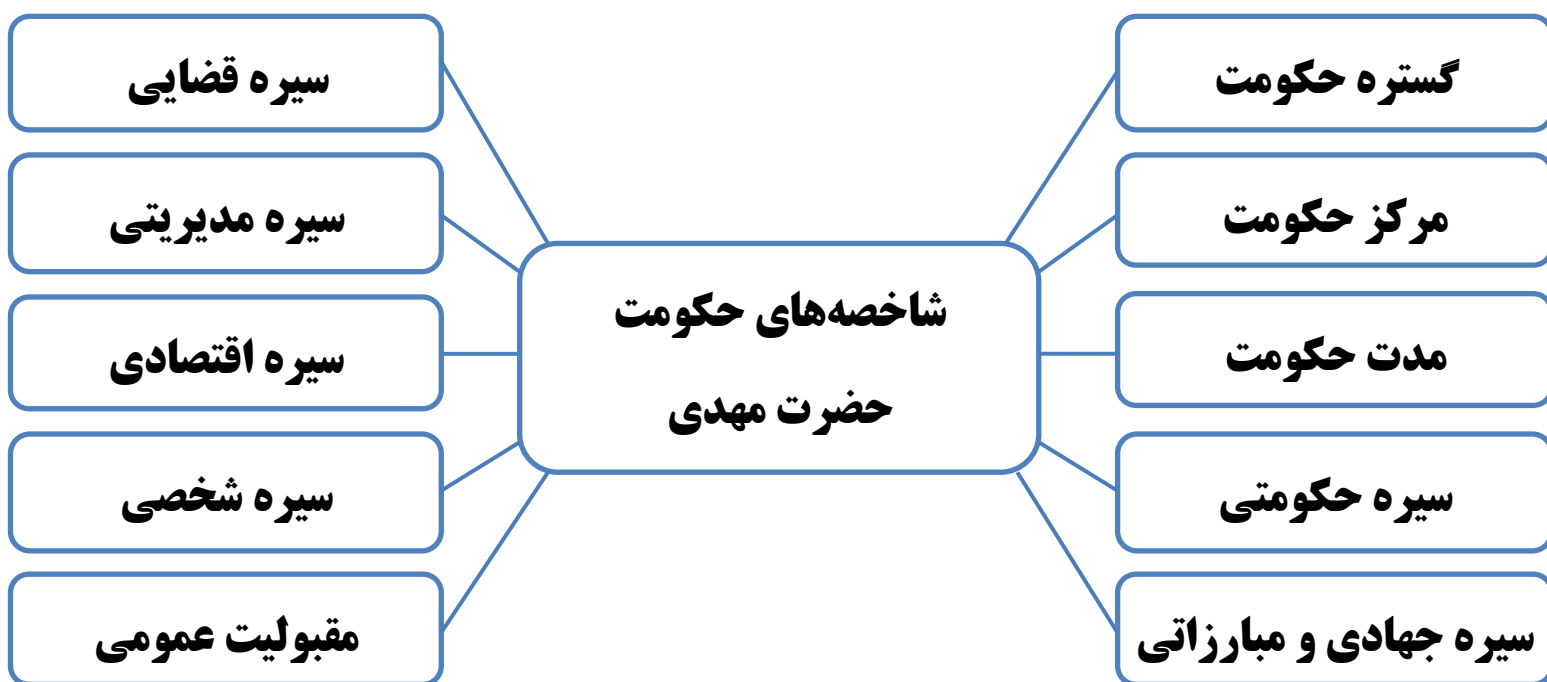 شاخصه‌های حکومت
حضرت مهدی
گستره حکومت
مرکز حکومت
مدت حکومت
سیره حکومتی
سیره جهادی و مبارزاتی
سیره قضایی
سیره مدیریتی
سیره اقتصادی
سیره شخصی
مقبولیت عمومی